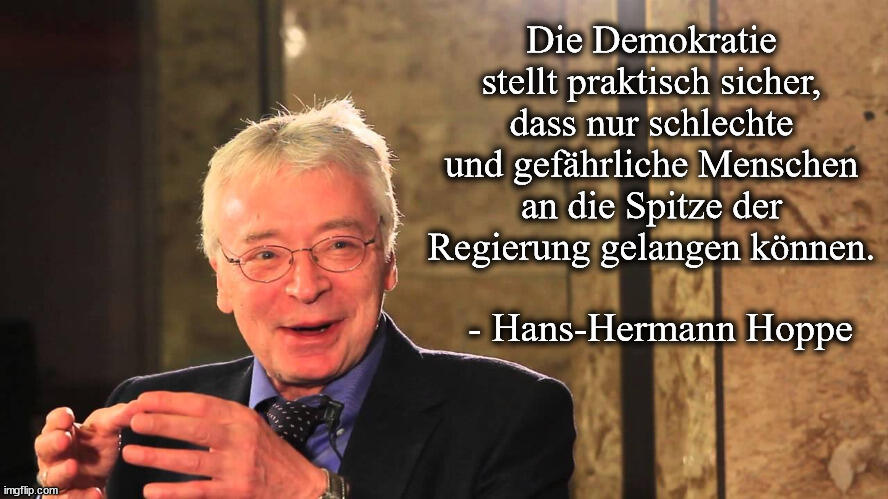 Die Demokratie
stellt praktisch sicher,
dass nur schlechte
und gefährliche Menschen
an die Spitze der
Regierung gelangen können.
- Hans-Hermann Hoppe
imgflip.com